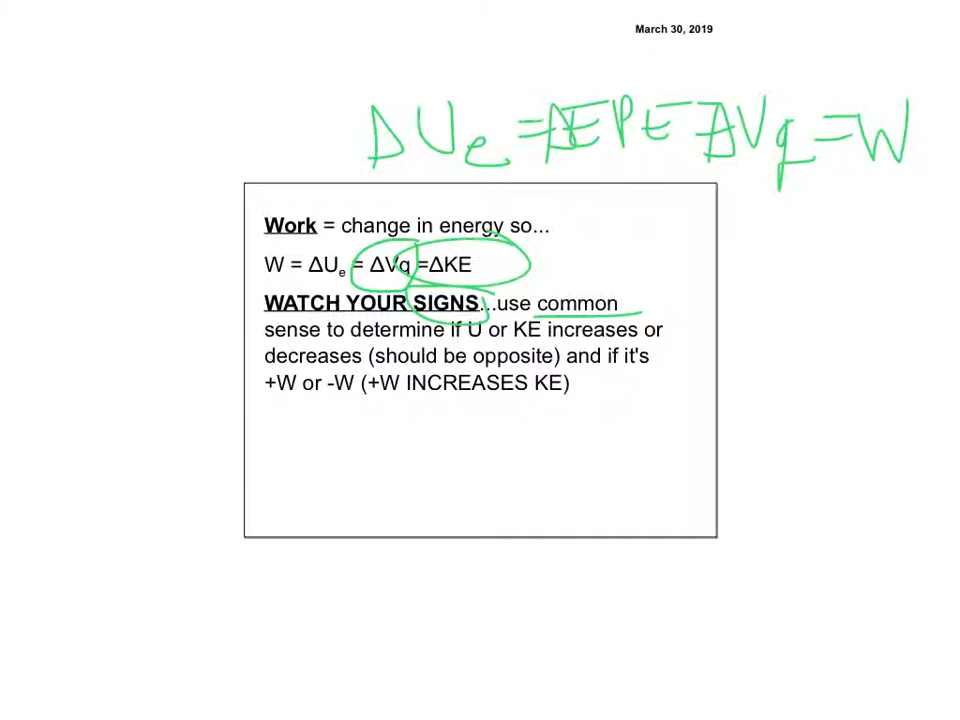 March 30, 2019
ΔUe = ΔEPE = ΔVq = W
Work = change in energy so...
W = ΔUe = ΔVq =ΔKE
WATCH YOUR SIGNS...use common
sense to determine if U or KE increases or
decreases (should be opposite) and if it's
+W or -W (+W INCREASES KE)